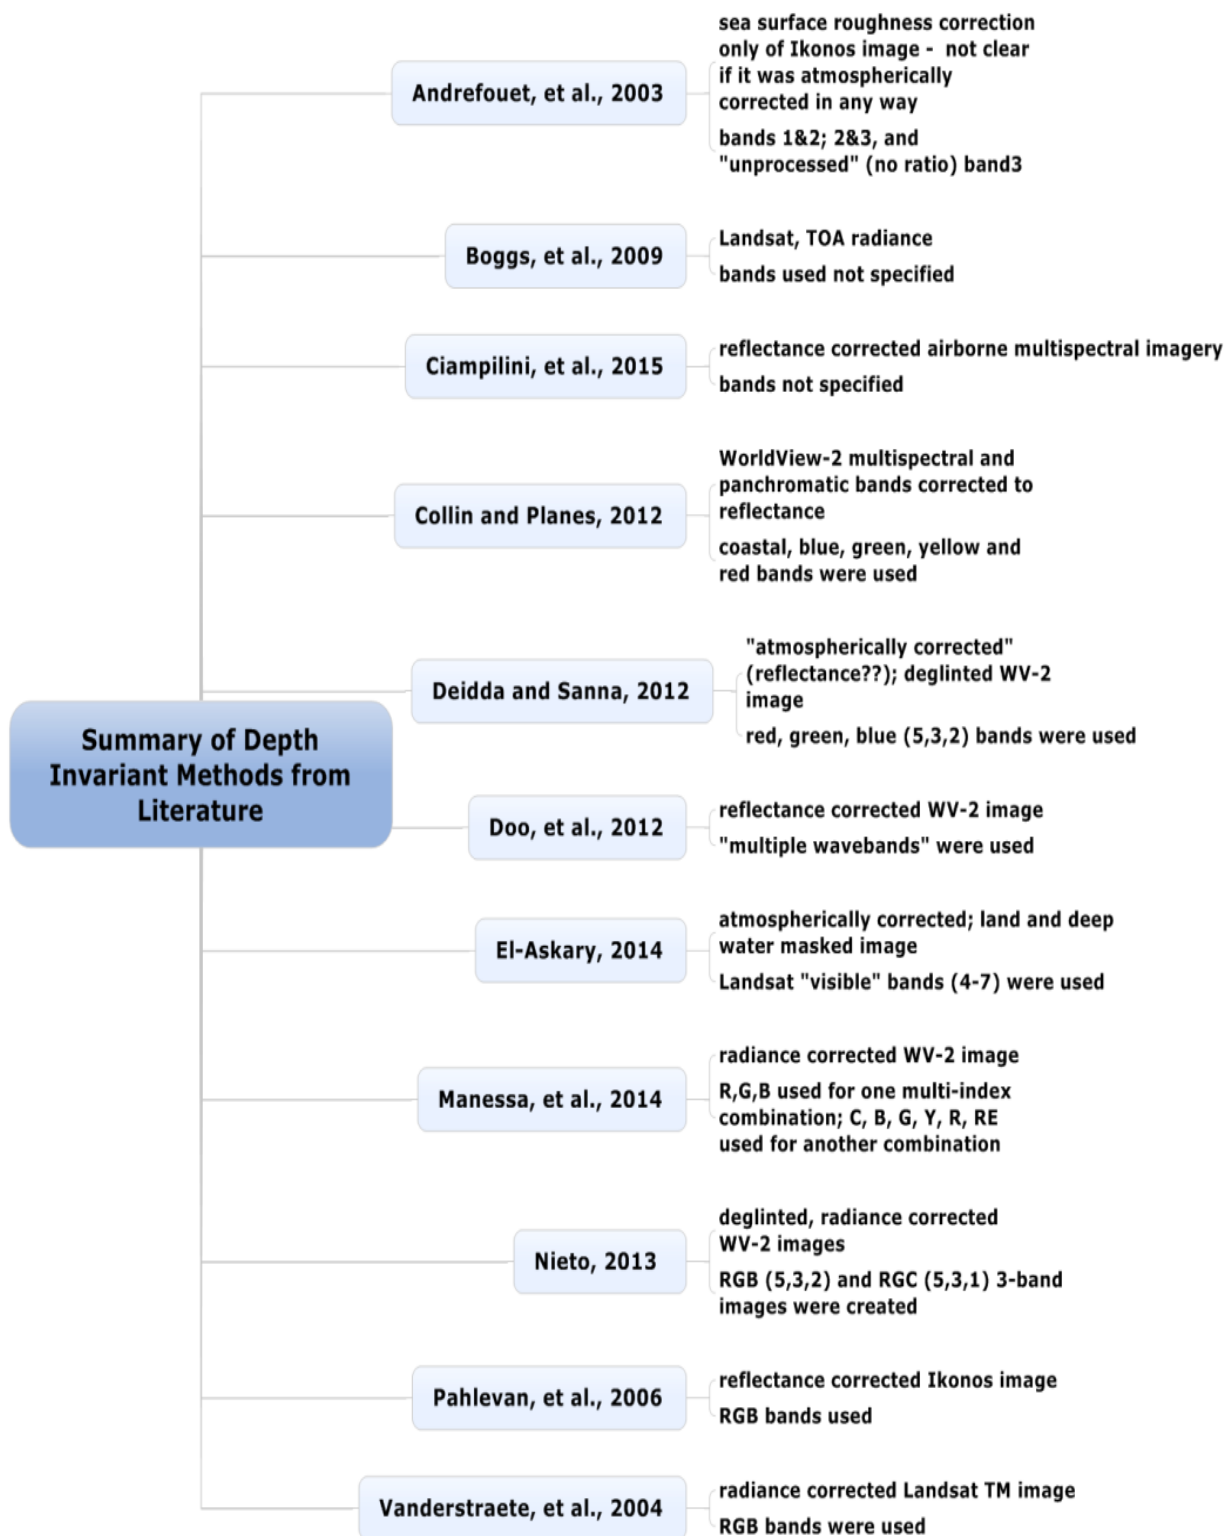 sea surface roughness correction
only of Ikonos image - not clear
if it was atmospherically
corrected in any way
Andrefouet, et al., 2003
bands 1&2; 2&3, and
"unprocessed" (no ratio) band3
Boggs, et al., 2009
Landsat, TOA radiance
bands used not specified
Ciampilini, et al., 2015
reflectance corrected airborne multispectral imagery
bands not specified
Collin and Planes, 2012
WorldView-2 multispectral and
panchromatic bands corrected to
reflectance
coastal, blue, green, yellow and
red bands were used
Deidda and Sanna, 2012
"atmospherically corrected"
(reflectance??); deglinted WV-2
image
red, green, blue (5,3,2) bands were used
Summary of Depth
Invariant Methods from
Literature
Doo, et al., 2012
reflectance corrected WV-2 image
"multiple wavebands" were used
El-Askary, 2014
atmospherically corrected; land and deep
water masked image
Landsat "visible" bands (4-7) were used
Manessa, et al., 2014
radiance corrected WV-2 image
R,G,B used for one multi-index
combination; C, B, G, Y, R, RE
used for another combination
Nieto, 2013
deglinted, radiance corrected
WV-2 images
RGB (5,3,2) and RGC (5,3,1) 3-band
images were created
Pahlevan, et al., 2006
reflectance corrected Ikonos image
RGB bands used
Vanderstraete, et al., 2004
radiance corrected Landsat TM image
RGB bands were used